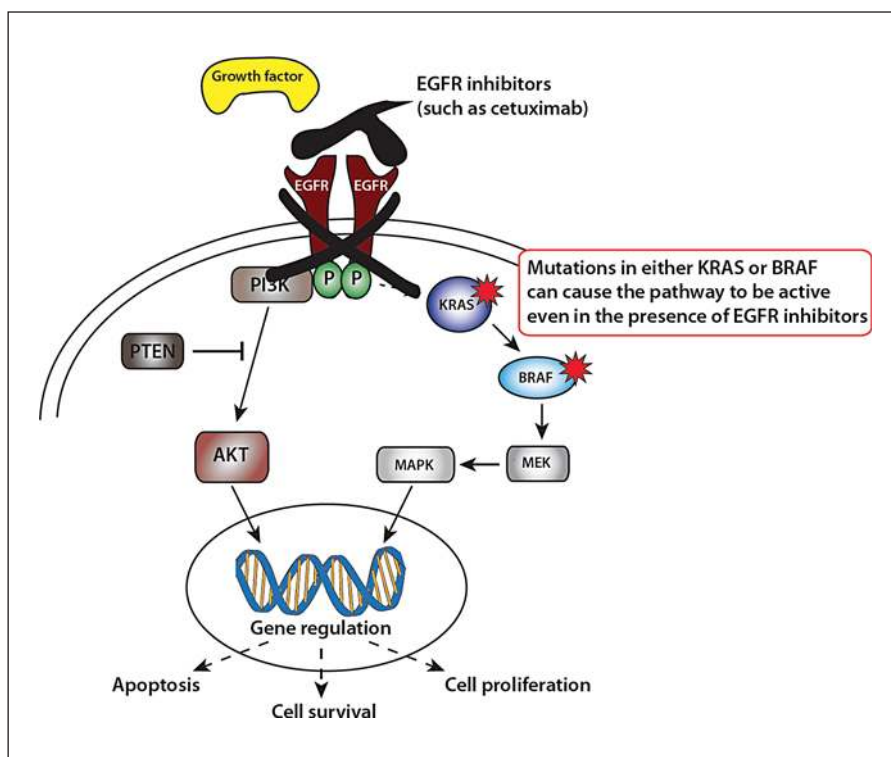 Growth factor
EGFR inhibitors
(such as cetuximab)
EGFR
EGFR
PI3K
P
P
KRAS
Mutations in either KRAS or BRAF
can cause the pathway to be active
even in the presence of EGFR inhibitors
PTEN
BRAF
AKT
MAPK
MEK
Gene regulation
Apoptosis
Cell survival
Cell proliferation